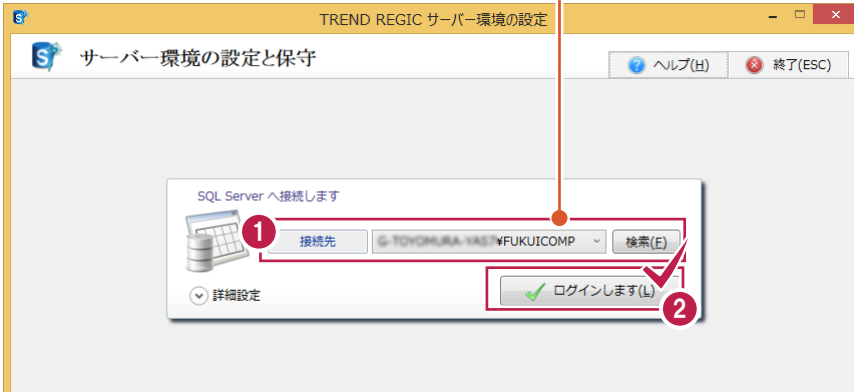 TREND REGIC サーバー環境の設定
サーバー環境の設定と保守
ヘルプ(H)
終了(ESC)
SQL Server へ接続します
1
接続先
¥FUKUICOMP
検索(F)
詳細設定
ログインします(L)
2